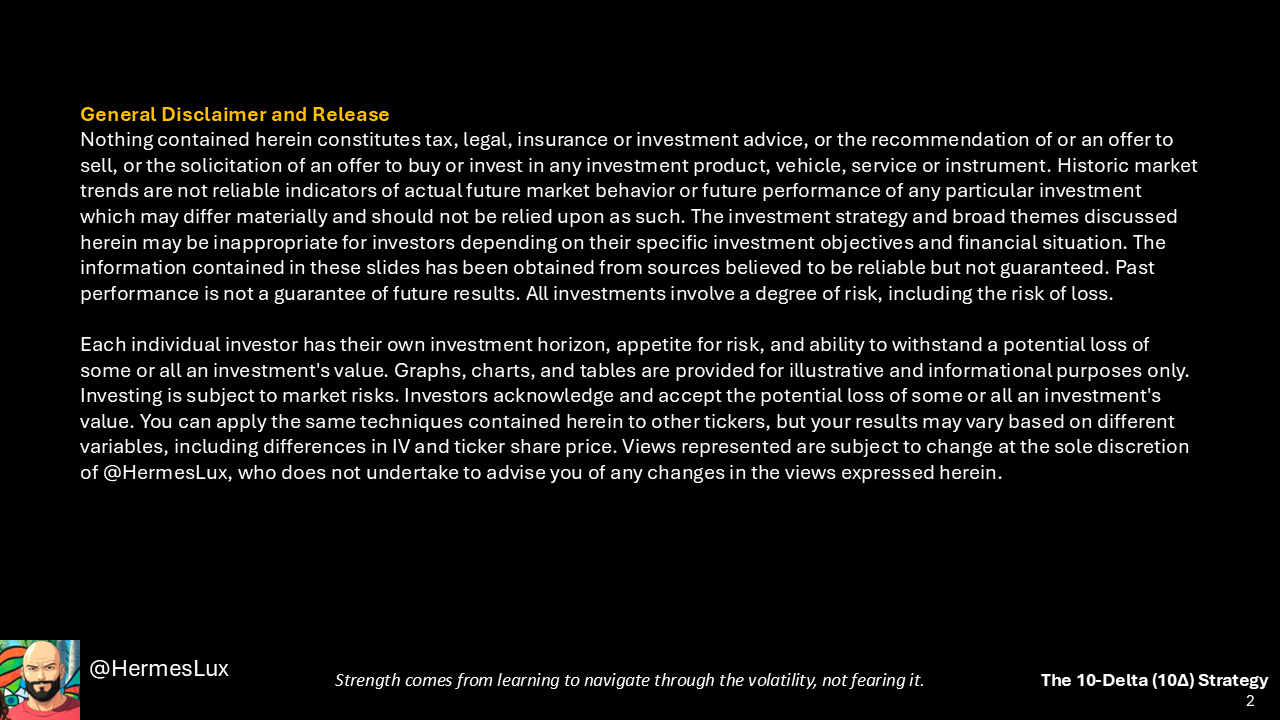 General Disclaimer and Release
Nothing contained herein constitutes tax, legal, insurance or investment advice, or the recommendation of or an offer to
sell, or the solicitation of an offer to buy or invest in any investment product, vehicle, service or instrument. Historic market
trends are not reliable indicators of actual future market behavior or future performance of any particular investment
which may differ materially and should not be relied upon as such. The investment strategy and broad themes discussed
herein may be inappropriate for investors depending on their specific investment objectives and financial situation. The
information contained in these slides has been obtained from sources believed to be reliable but not guaranteed. Past
performance is not a guarantee of future results. All investments involve a degree of risk, including the risk of loss.
Each individual investor has their own investment horizon, appetite for risk, and ability to withstand a potential loss of
some or all an investment's value. Graphs, charts, and tables are provided for illustrative and informational purposes only.
Investing is subject to market risks. Investors acknowledge and accept the potential loss of some or all an investment's
value. You can apply the same techniques contained herein to other tickers, but your results may vary based on different
variables, including differences in IV and ticker share price. Views represented are subject to change at the sole discretion
of @HermesLux, who does not undertake to advise you of any changes in the views expressed herein.
@HermesLux
Strength comes from learning to navigate through the volatility, not fearing it.
The 10-Delta (10Δ) Strategy
2